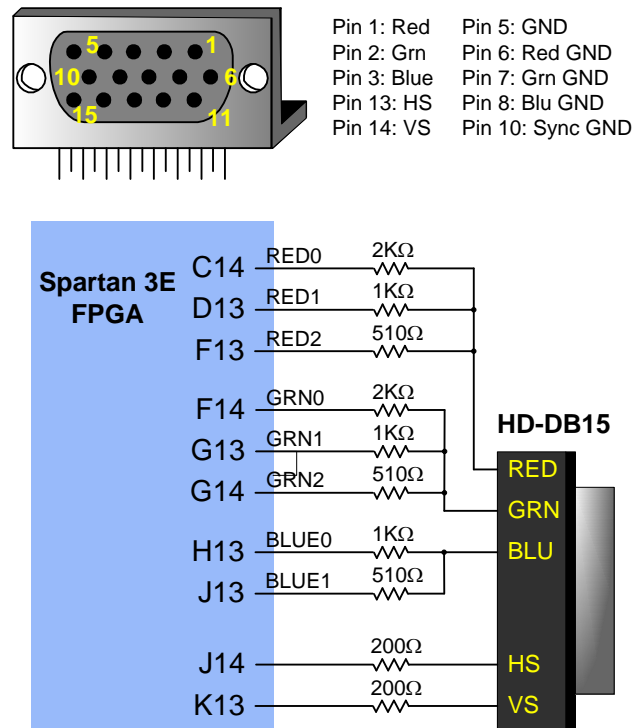 Pin 1: Red Pin 5: GND
Pin 2: Grn Pin 6: Red GND
Pin 3: Blue Pin 7: Grn GND
Pin 13: HS Pin 8: Blu GND
Pin 14: VS Pin 10: Sync GND
5 1
10 6
15 11
Spartan 3E
FPGA
C14 RED0 2KΩ
D13 RED1 1KΩ
F13 RED2 510Ω
F14 GRN0 2KΩ
G13 GRN1 1KΩ
G14 GRN2 510Ω
H13 BLUE0 1KΩ
J13 BLUE1 510Ω
J14 200Ω
K13 200Ω
HD-DB15
RED
GRN
BLU
HS
VS